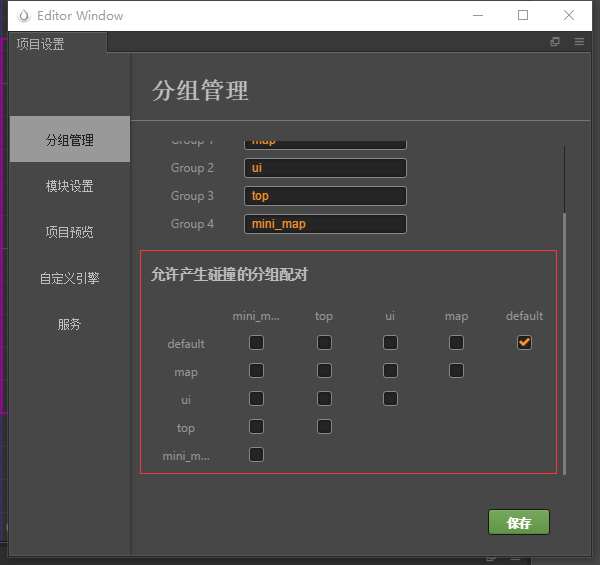 Editor Window
项目设置
分组管理
分组管理
模块设置
项目预览
自定义引擎
服务
Group 1 map
Group 2 ui
Group 3 top
Group 4 mini_map
允许产生碰撞的分组配对
mini_m... top ui map default
default
map
ui
top
mini_m...
保存